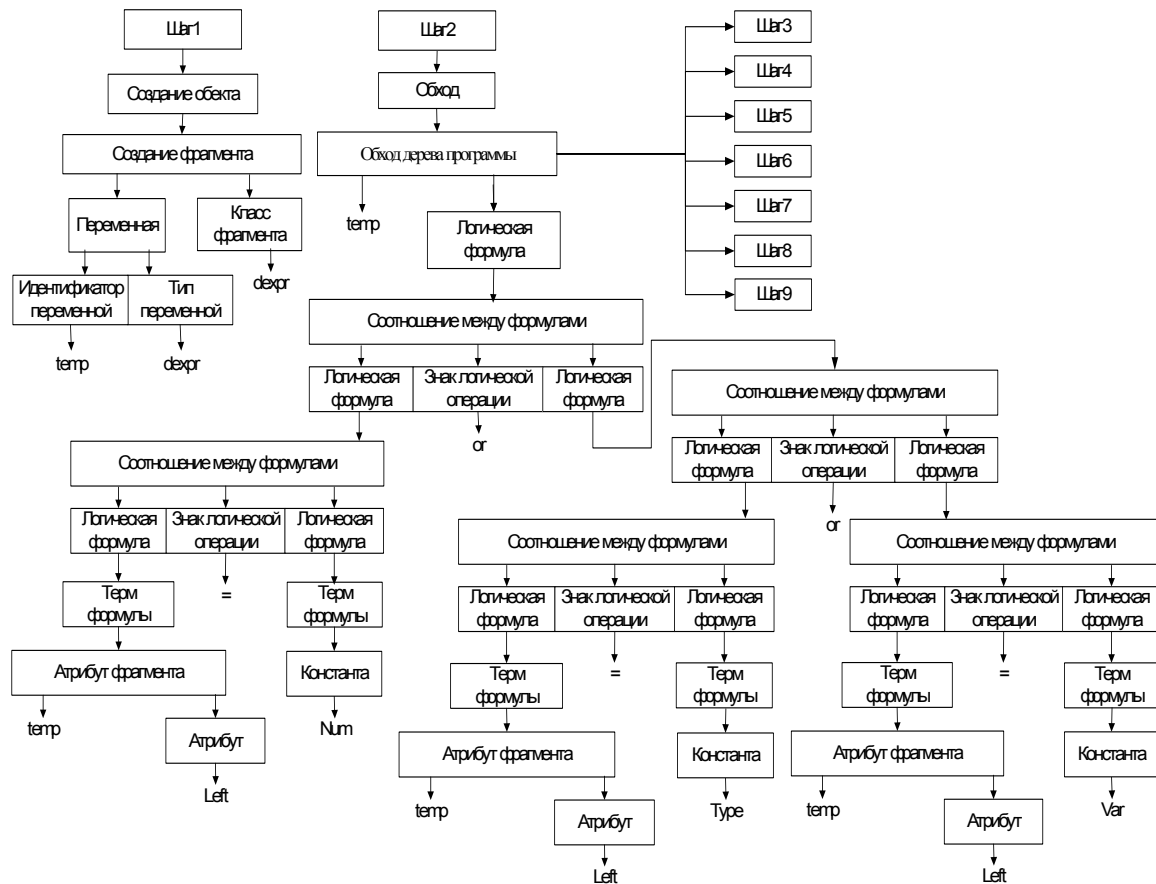 Шаг1
Шаг2
Шаг3
Шаг4
Шаг5
Шаг6
Шаг7
Шаг8
Шаг9
Создание обекта
Создание фрагмента
Переменная
Класс
фрагмента
Идентификатор
переменной
Тип
переменной
temp
dexpr
dexpr
Обход
Обход дерева программы
temp
Логическая
формула
Соотношение между формулами
Логическая
формула
Знак логической
операции
Логическая
формула
or
Соотношение между формулами
Логическая
формула
Знак логической
операции
Логическая
формула
Терм
формулы
=
Терм
формулы
Атрибут фрагмента
Константа
temp
Атрибут
Num
Left
Соотношение между формулами
Логическая
формула
Знак логической
операции
Логическая
формула
or
Соотношение между формулами
Логическая
формула
Знак логической
операции
Логическая
формула
Терм
формулы
=
Терм
формулы
Атрибут фрагмента
Константа
temp
Атрибут
Type
Left
Соотношение между формулами
Логическая
формула
Знак логической
операции
Логическая
формула
Терм
формулы
=
Терм
формулы
Атрибут фрагмента
Константа
temp
Атрибут
Var
Left